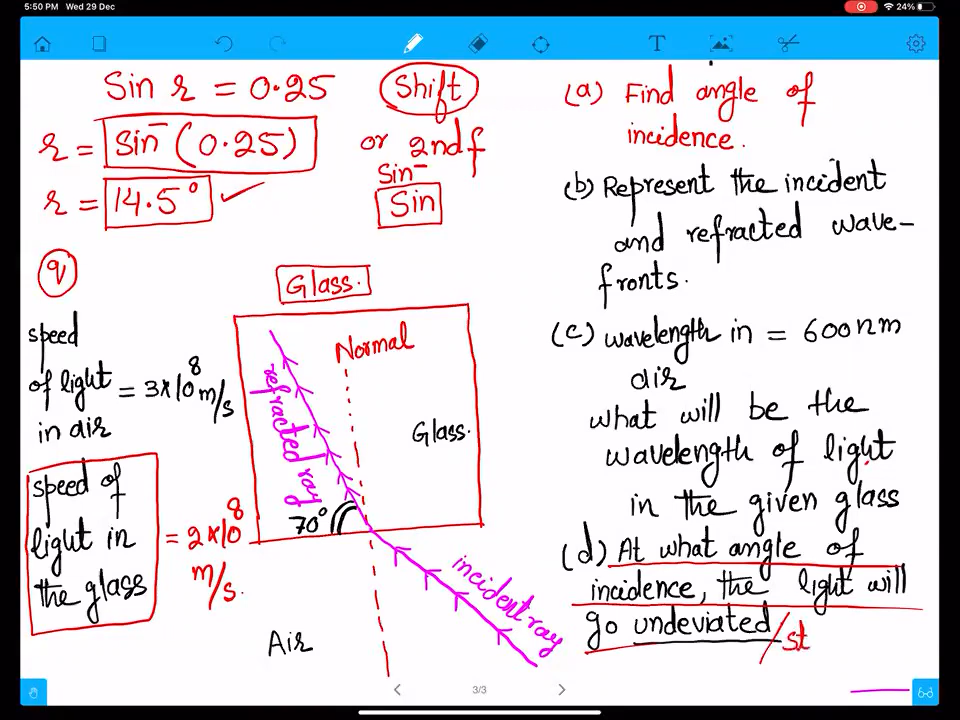 5:50 PM Wed 29 Dec
24%
T
Sin r = 0.25
Shift
r = Sin⁻ (0.25)
or 2ndf
Sin⁻
r = 14.5°
Sin
q
Glass.
speed
of light = 3×10⁸ m/s
in air
speed of
light in = 2×10⁸
the glass m/s.
Normal
refracted ray
Glass.
70°
incident ray
Air
(a) Find angle of
incidence.
(b) Represent the incident
and refracted wave-
fronts.
(c) wavelength in = 600nm
air
what will be the
wavelength of light
in the given glass
(d) At what angle of
incidence, the light will
go undeviated/st
3/3